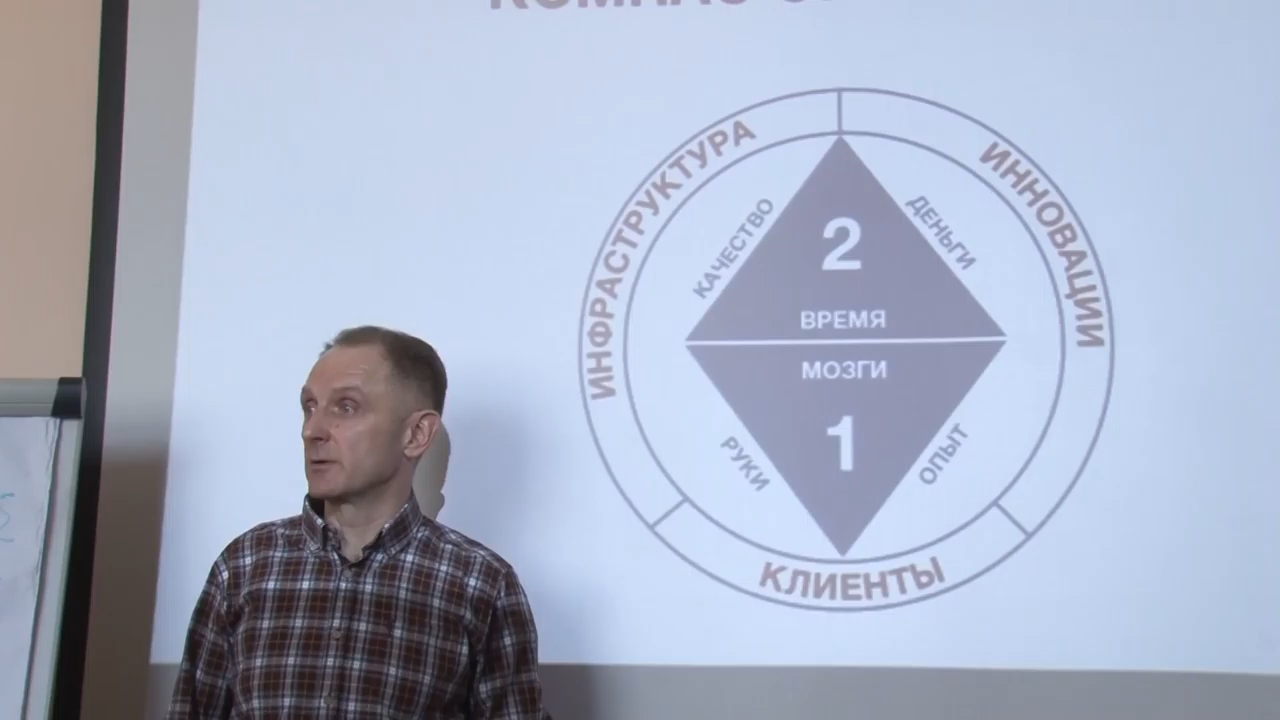 ИНФРАСТРУКТУРА
ИННОВАЦИИ
КАЧЕСТВО
ДЕНЬГИ
2
ВРЕМЯ
МОЗГИ
1
РУКИ
ОПЫТ
КЛИЕНТЫ